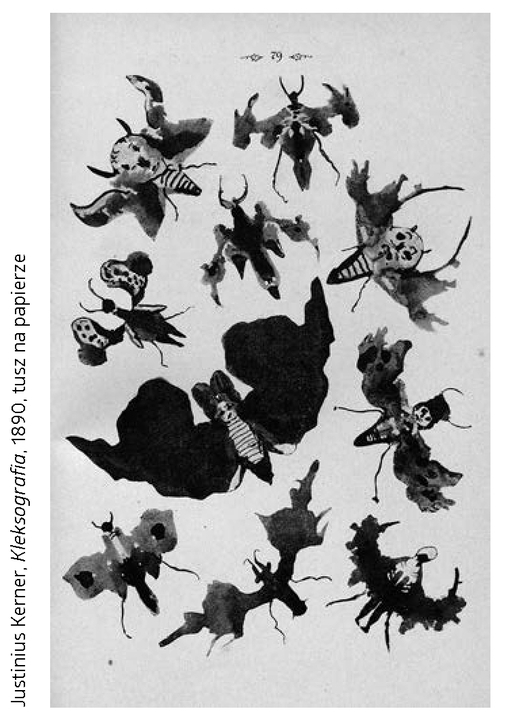 79
Justinius Kerner, Kleksografia, 1890, tusz na papierze